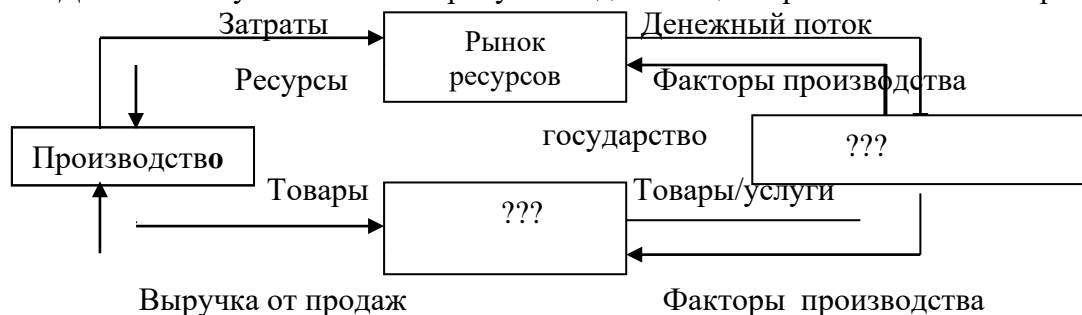 Затраты
Рынок
ресурсов
Денежный поток
Ресурсы
Факторы производства
государство
Производство
???
Товары
???
Товары/услуги
Выручка от продаж
Факторы производства